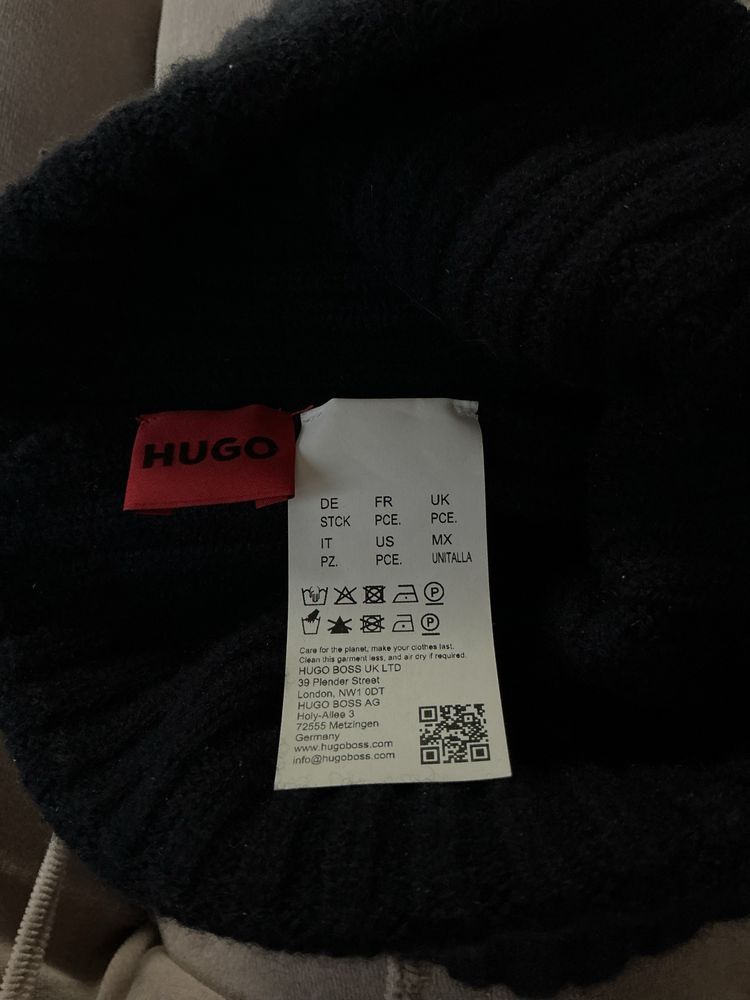 HUGO
DE FR UK
STCK PCE. PCE.
IT US MX
PZ. PCE. UNITALLA
P
P
Care for the planet, make your clothes last.
Clean this garment less, and air dry if required.
HUGO BOSS UK LTD
39 Plender Street
London, NW1 0DT
HUGO BOSS AG
Holy-Allee 3
72555 Metzingen
Germany
www.hugoboss.com
info@hugoboss.com